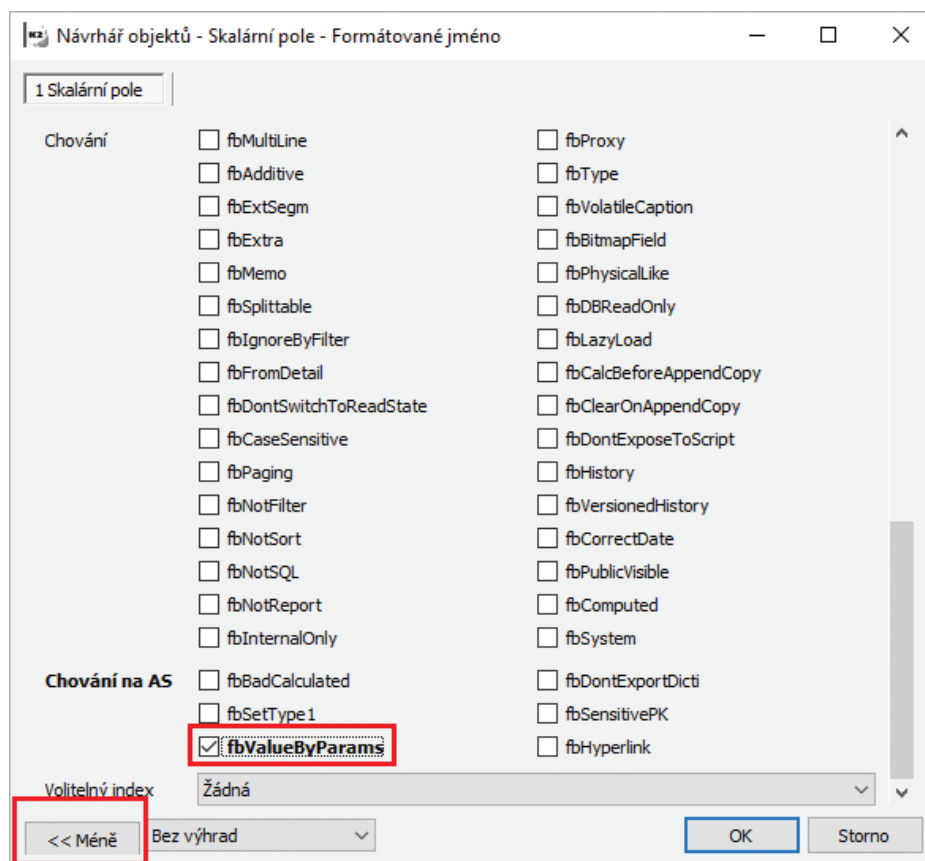 K2 Návrhář objektů - Skalární pole - Formátované jméno
1 Skalární pole
Chování fbMultiLine fbProxy
fbAdditive fbType
fbExtSegm fbVolatileCaption
fbExtra fbBitmapField
fbMemo fbPhysicalLike
fbSplittable fbDBReadOnly
fbIgnoreByFilter fbLazyLoad
fbFromDetail fbCalcBeforeAppendCopy
fbDontSwitchToReadState fbClearOnAppendCopy
fbCaseSensitive fbDontExposeToScript
fbPaging fbHistory
fbNotFilter fbVersionedHistory
fbNotSort fbCorrectDate
fbNotSQL fbPublicVisible
fbNotReport fbComputed
fbInternalOnly fbSystem
Chování na AS fbBadCalculated fbDontExportDicti
fbSetType1 fbSensitivePK
fbValueByParams fbHyperlink
Volitelný index Žádná
<< Méně Bez výhrad OK Storno